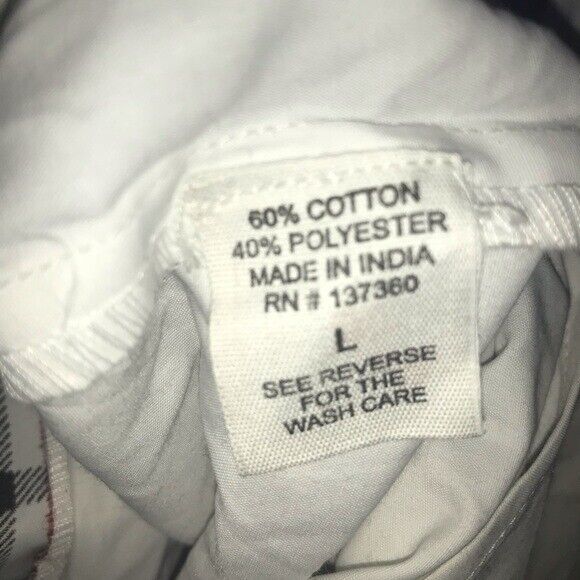 60% COTTON
40% POLYESTER
MADE IN INDIA
RN # 137360
L
SEE REVERSE
FOR THE
WASH CARE